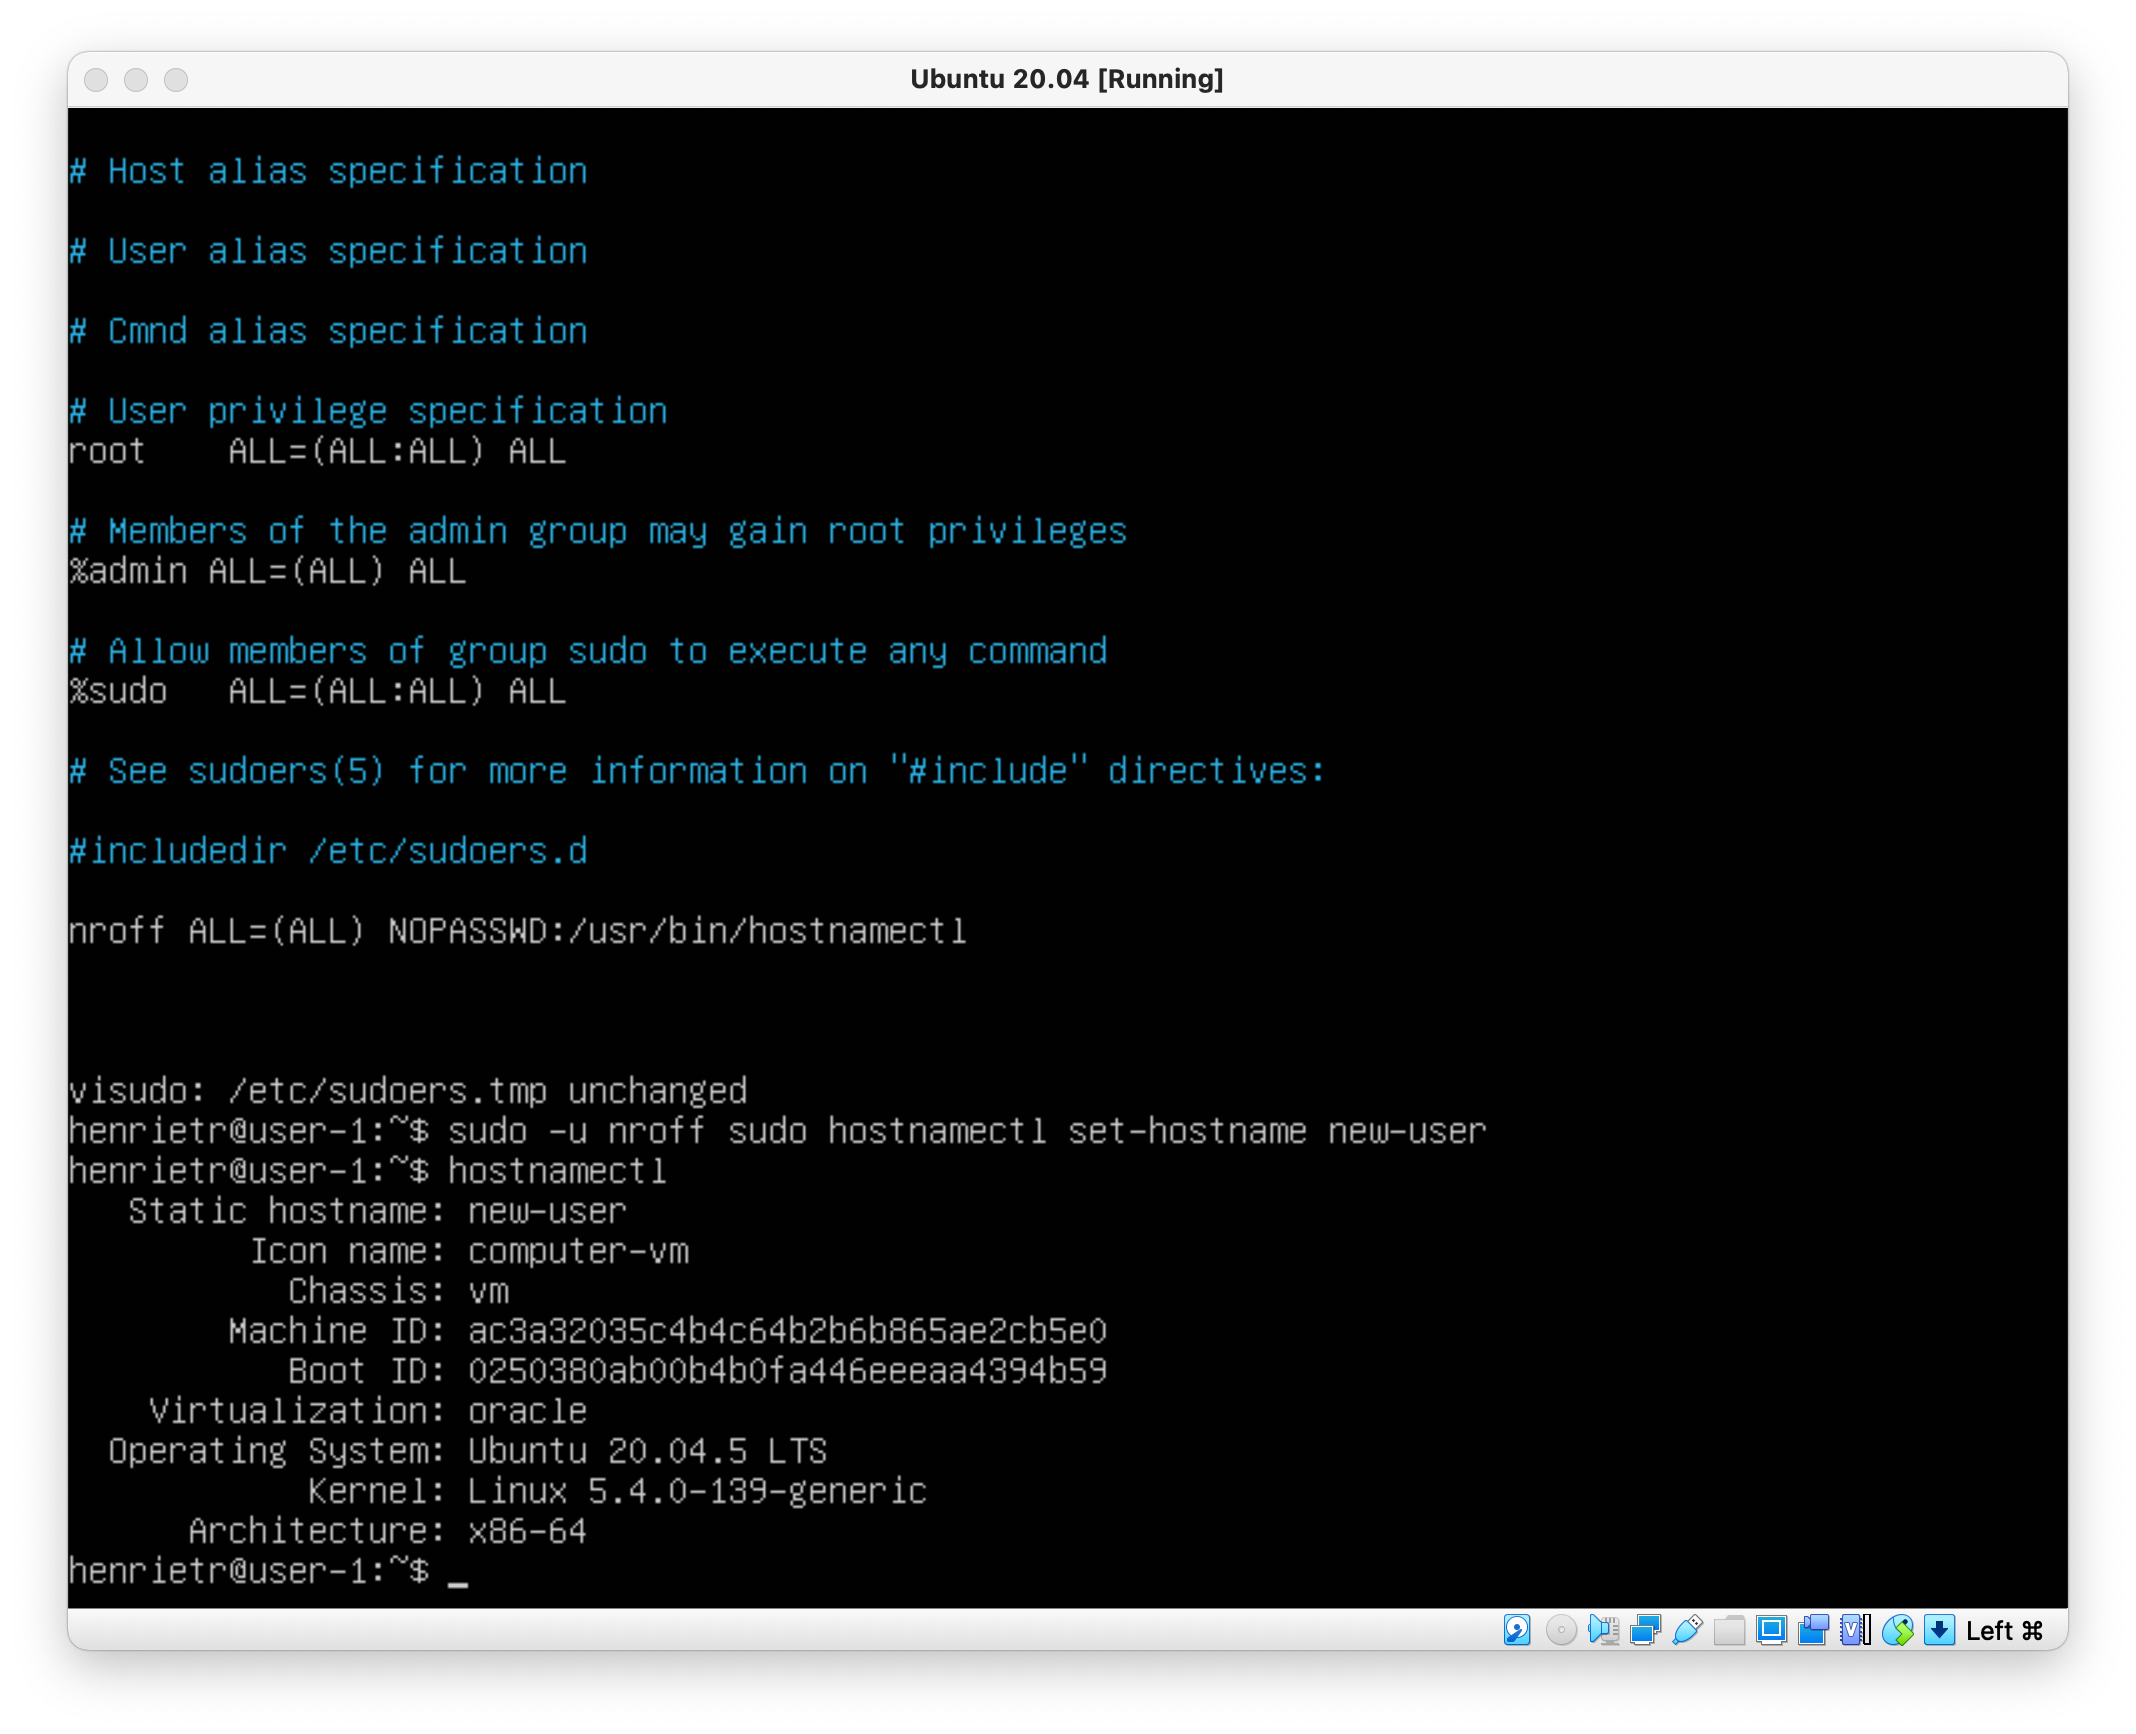 Ubuntu 20.04 [Running]
# Host alias specification
# User alias specification
# Cmnd alias specification
# User privilege specification
root    ALL=(ALL:ALL) ALL
# Members of the admin group may gain root privileges
%admin ALL=(ALL) ALL
# Allow members of group sudo to execute any command
%sudo   ALL=(ALL:ALL) ALL
# See sudoers(5) for more information on "#include" directives:
#includedir /etc/sudoers.d
nroff ALL=(ALL) NOPASSWD:/usr/bin/hostnamectl
visudo: /etc/sudoers.tmp unchanged
henrietr@user-1:~$ sudo -u nroff sudo hostnamectl set-hostname new-user
henrietr@user-1:~$ hostnamectl
   Static hostname: new-user
         Icon name: computer-vm
           Chassis: vm
        Machine ID: ac3a32035c4b4c64b2b6b865ae2cb5e0
           Boot ID: 0250380ab00b4b0fa446eeeaa4394b59
    Virtualization: oracle
  Operating System: Ubuntu 20.04.5 LTS
            Kernel: Linux 5.4.0-139-generic
      Architecture: x86-64
henrietr@user-1:~$ _
Left ⌘